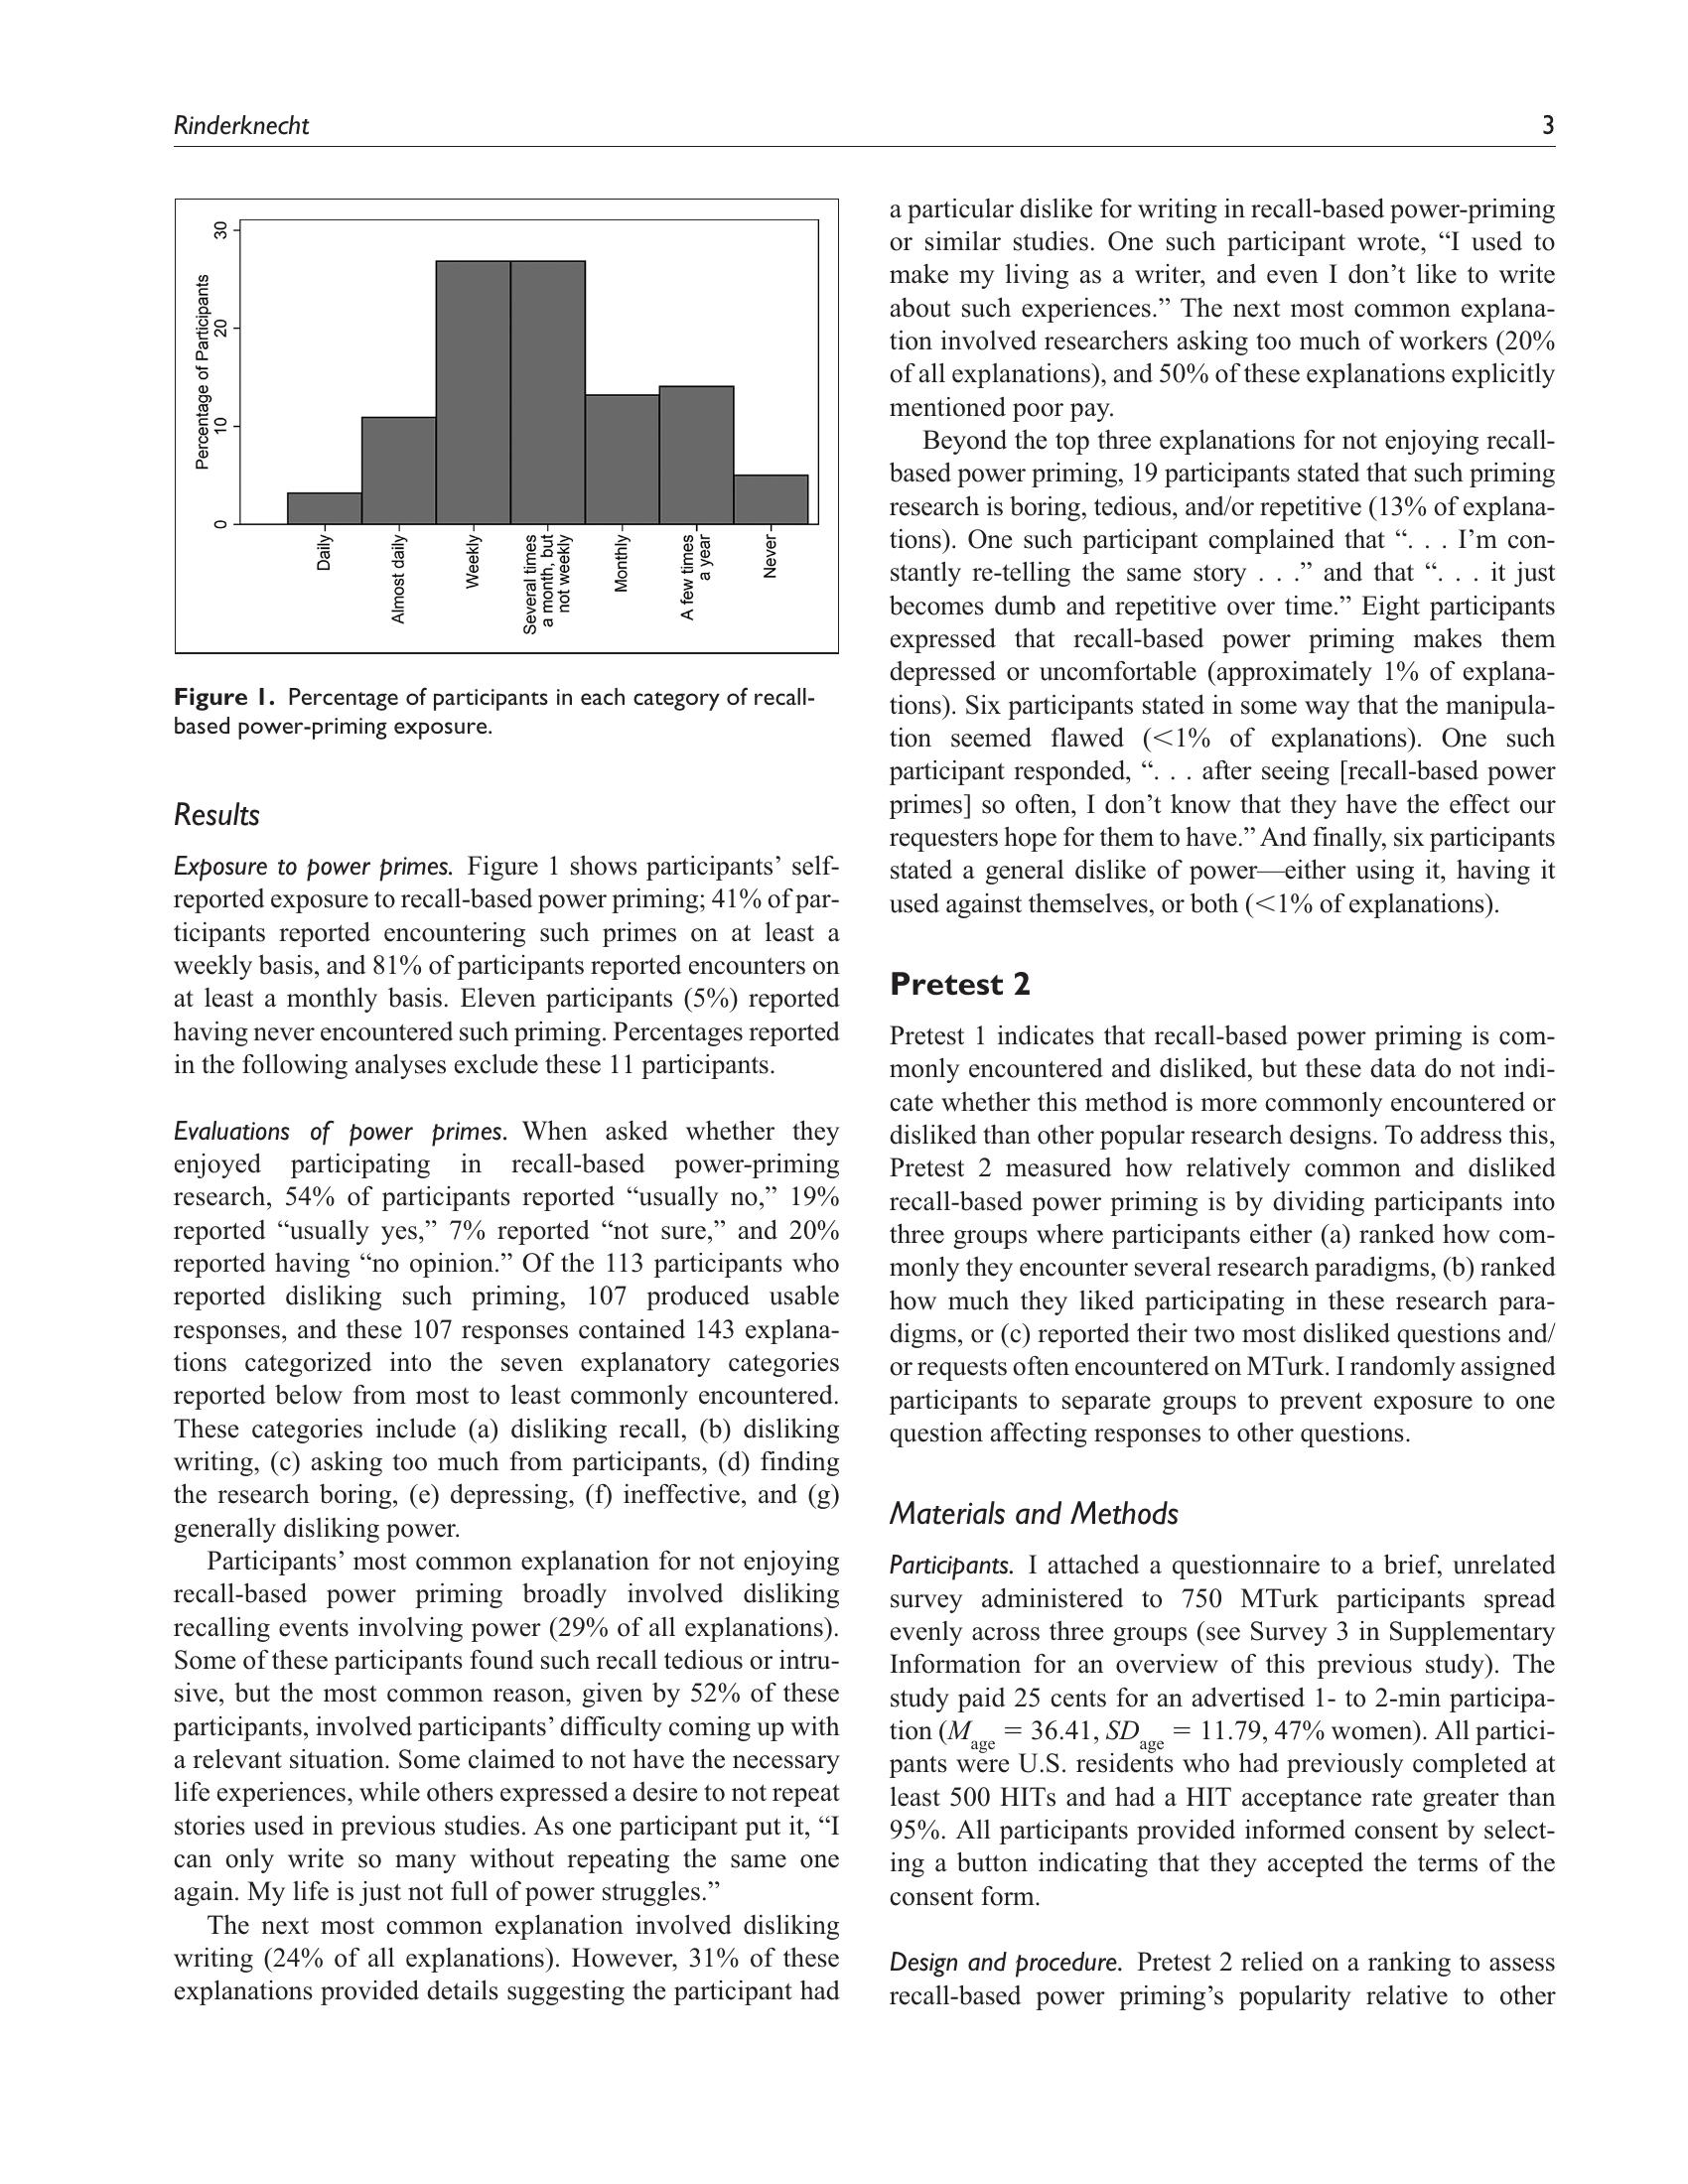 Rinderknecht 3
30
20
10
0
Percentage of Participants
Daily
Almost daily
Weekly
Several times
a month, but
not weekly
Monthly
A few times
a year
Never
Figure 1. Percentage of participants in each category of recall-
based power-priming exposure.
Results
Exposure to power primes. Figure 1 shows participants’ self-
reported exposure to recall-based power priming; 41% of par-
ticipants reported encountering such primes on at least a
weekly basis, and 81% of participants reported encounters on
at least a monthly basis. Eleven participants (5%) reported
having never encountered such priming. Percentages reported
in the following analyses exclude these 11 participants.
Evaluations of power primes. When asked whether they
enjoyed participating in recall-based power-priming
research, 54% of participants reported “usually no,” 19%
reported “usually yes,” 7% reported “not sure,” and 20%
reported having “no opinion.” Of the 113 participants who
reported disliking such priming, 107 produced usable
responses, and these 107 responses contained 143 explana-
tions categorized into the seven explanatory categories
reported below from most to least commonly encountered.
These categories include (a) disliking recall, (b) disliking
writing, (c) asking too much from participants, (d) finding
the research boring, (e) depressing, (f) ineffective, and (g)
generally disliking power.
Participants’ most common explanation for not enjoying
recall-based power priming broadly involved disliking
recalling events involving power (29% of all explanations).
Some of these participants found such recall tedious or intru-
sive, but the most common reason, given by 52% of these
participants, involved participants’ difficulty coming up with
a relevant situation. Some claimed to not have the necessary
life experiences, while others expressed a desire to not repeat
stories used in previous studies. As one participant put it, “I
can only write so many without repeating the same one
again. My life is just not full of power struggles.”
The next most common explanation involved disliking
writing (24% of all explanations). However, 31% of these
explanations provided details suggesting the participant had
a particular dislike for writing in recall-based power-priming
or similar studies. One such participant wrote, “I used to
make my living as a writer, and even I don’t like to write
about such experiences.” The next most common explana-
tion involved researchers asking too much of workers (20%
of all explanations), and 50% of these explanations explicitly
mentioned poor pay.
Beyond the top three explanations for not enjoying recall-
based power priming, 19 participants stated that such priming
research is boring, tedious, and/or repetitive (13% of explana-
tions). One such participant complained that “. . . I’m con-
stantly re-telling the same story . . .” and that “. . . it just
becomes dumb and repetitive over time.” Eight participants
expressed that recall-based power priming makes them
depressed or uncomfortable (approximately 1% of explana-
tions). Six participants stated in some way that the manipula-
tion seemed flawed (<1% of explanations). One such
participant responded, “. . . after seeing [recall-based power
primes] so often, I don’t know that they have the effect our
requesters hope for them to have.” And finally, six participants
stated a general dislike of power—either using it, having it
used against themselves, or both (<1% of explanations).
Pretest 2
Pretest 1 indicates that recall-based power priming is com-
monly encountered and disliked, but these data do not indi-
cate whether this method is more commonly encountered or
disliked than other popular research designs. To address this,
Pretest 2 measured how relatively common and disliked
recall-based power priming is by dividing participants into
three groups where participants either (a) ranked how com-
monly they encounter several research paradigms, (b) ranked
how much they liked participating in these research para-
digms, or (c) reported their two most disliked questions and/
or requests often encountered on MTurk. I randomly assigned
participants to separate groups to prevent exposure to one
question affecting responses to other questions.
Materials and Methods
Participants. I attached a questionnaire to a brief, unrelated
survey administered to 750 MTurk participants spread
evenly across three groups (see Survey 3 in Supplementary
Information for an overview of this previous study). The
study paid 25 cents for an advertised 1- to 2-min participa-
tion (M age = 36.41, SD age = 11.79, 47% women). All partici-
pants were U.S. residents who had previously completed at
least 500 HITs and had a HIT acceptance rate greater than
95%. All participants provided informed consent by select-
ing a button indicating that they accepted the terms of the
consent form.
Design and procedure. Pretest 2 relied on a ranking to assess
recall-based power priming’s popularity relative to other